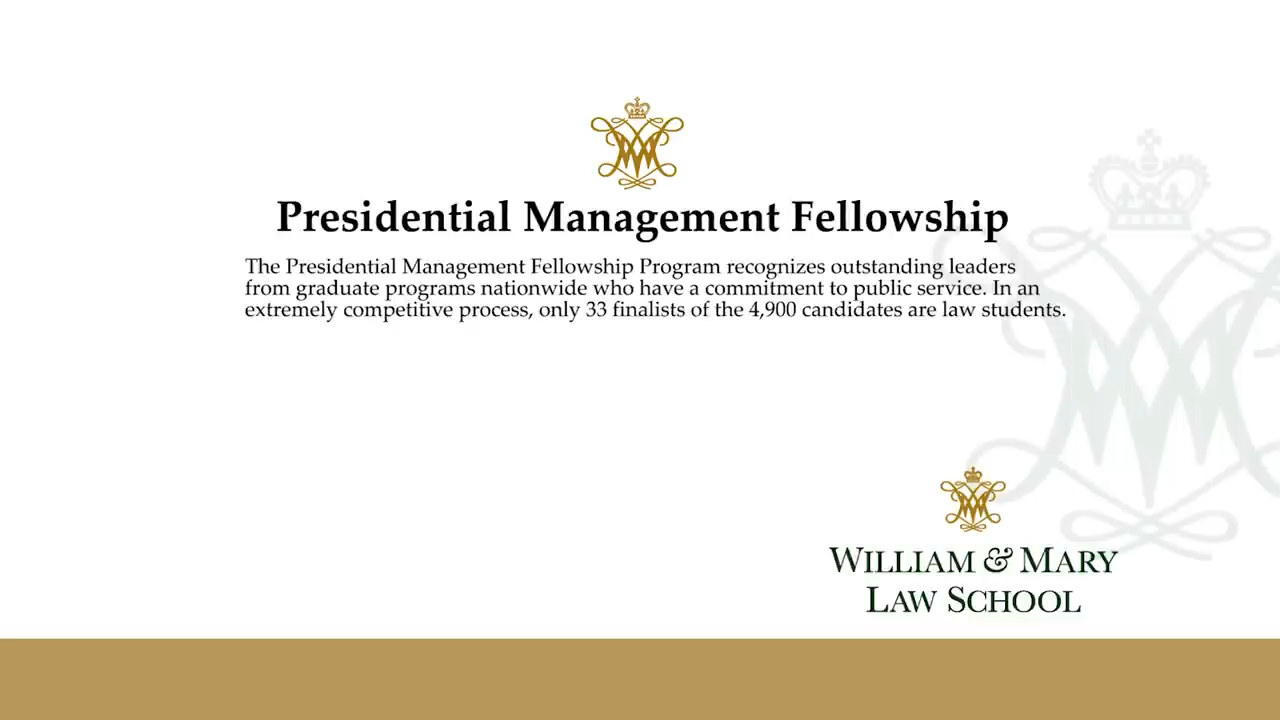 Presidential Management Fellowship
The Presidential Management Fellowship Program recognizes outstanding leaders
from graduate programs nationwide who have a commitment to public service. In an
extremely competitive process, only 33 finalists of the 4,900 candidates are law students.
WILLIAM & MARY
LAW SCHOOL